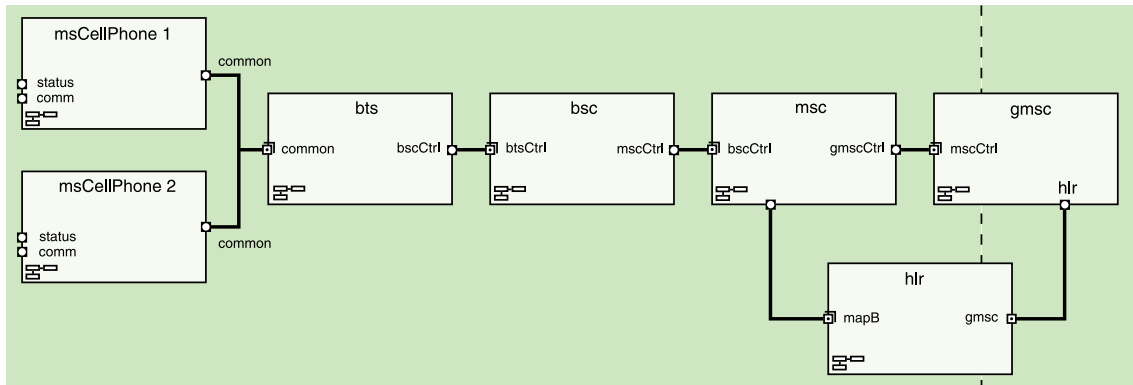 msCellPhone 1
common
status
comm
bts
bsc
msc
gmsc
common
bscCtrl
btsCtrl
mscCtrl
bscCtrl
gmscCtrl
mscCtrl
msCellPhone 2
hlr
status
comm
common
hlr
mapB
gmsc